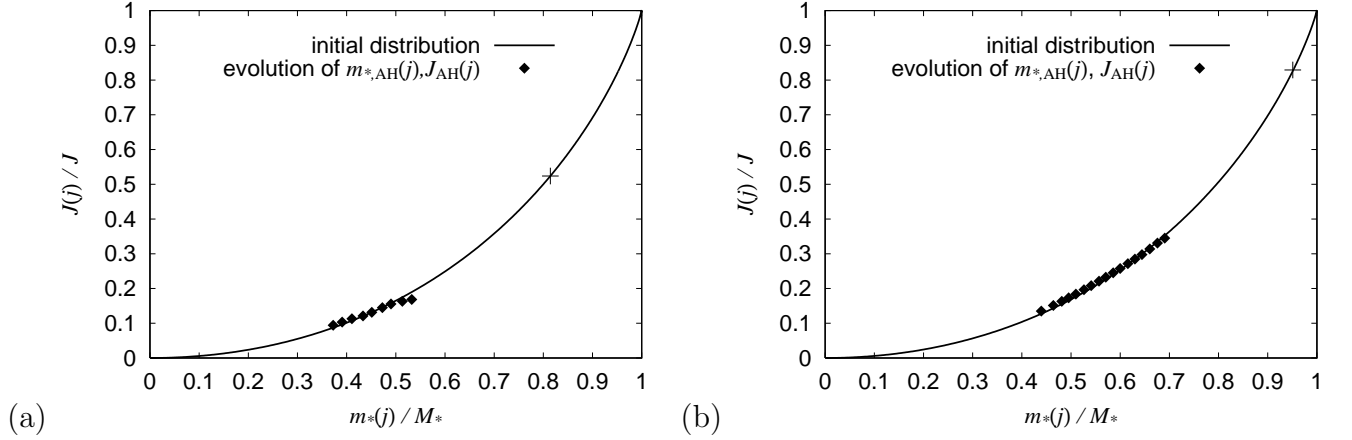 1
0.9
0.8
0.7
0.6
0.5
0.4
0.3
0.2
0.1
0
J(j) / J
initial distribution
evolution of m*,AH(j),JAH(j)
0 0.1 0.2 0.3 0.4 0.5 0.6 0.7 0.8 0.9 1
m*(j) / M*
(a)
1
0.9
0.8
0.7
0.6
0.5
0.4
0.3
0.2
0.1
0
J(j) / J
initial distribution
evolution of m*,AH(j), JAH(j)
0 0.1 0.2 0.3 0.4 0.5 0.6 0.7 0.8 0.9 1
m*(j) / M*
(b)